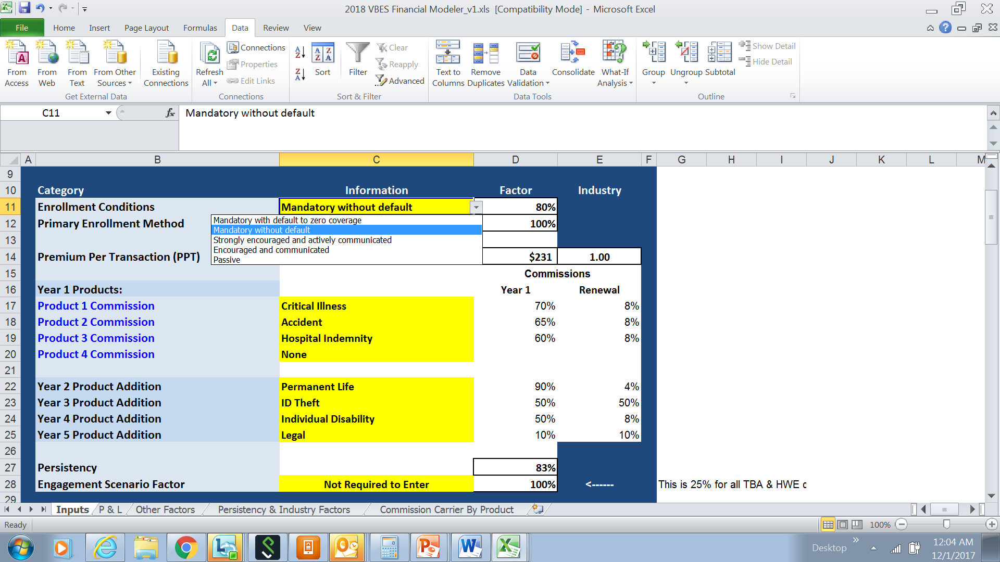 2018 VBES Financial Modeler_v1.xls [Compatibility Mode] - Microsoft Excel
File Home Insert Page Layout Formulas Data Review View
From Access
From Web
From Text
From Other Sources
Existing Connections
Get External Data
Refresh All
Connections
Properties
Edit Links
Connections
Sort
Filter
Clear
Reapply
Advanced
Sort & Filter
Text to Columns
Remove Duplicates
Data Validation
Consolidate
What-If Analysis
Data Tools
Group
Ungroup
Subtotal
Show Detail
Hide Detail
Outline
C11 fx Mandatory without default
A B C D E F G H I J K L M
9
10 Category Information Factor Industry
11 Enrollment Conditions Mandatory without default 80%
12 Primary Enrollment Method 100%
Mandatory with default to zero coverage
Mandatory without default
Strongly encouraged and actively communicated
Encouraged and communicated
Passive
13
14 Premium Per Transaction (PPT) $231 1.00
15 Commissions
16 Year 1 Products: Year 1 Renewal
17 Product 1 Commission Critical Illness 70% 8%
18 Product 2 Commission Accident 65% 8%
19 Product 3 Commission Hospital Indemnity 60% 8%
20 Product 4 Commission None
21
22 Year 2 Product Addition Permanent Life 90% 4%
23 Year 3 Product Addition ID Theft 50% 50%
24 Year 4 Product Addition Individual Disability 50% 8%
25 Year 5 Product Addition Legal 10% 10%
26
27 Persistency 83%
28 Engagement Scenario Factor Not Required to Enter 100% <------ This is 25% for all TBA & HWE c
29
Inputs P & L Other Factors Persistency & Industry Factors Commission Carrier By Product
Ready 100%
Desktop 12:04 AM
12/1/2017